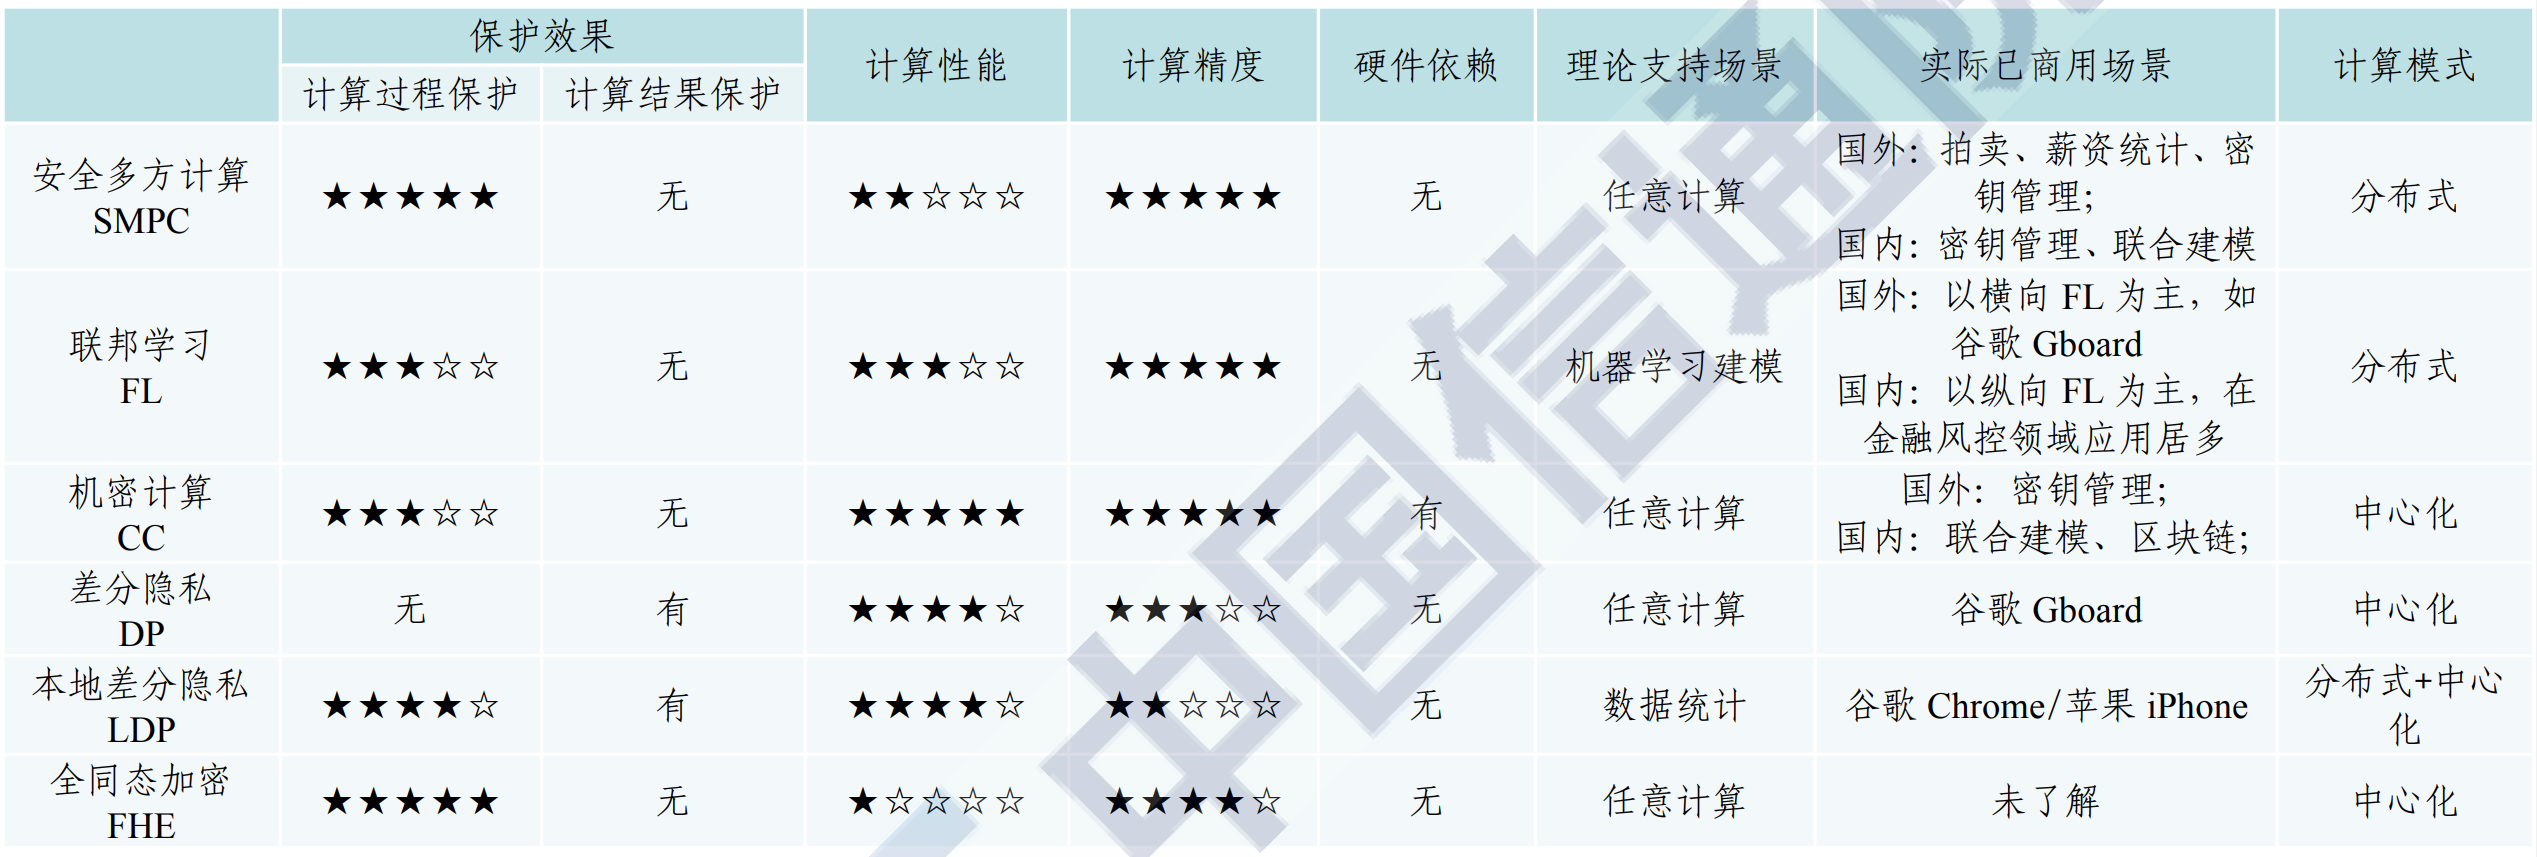 保护效果
计算性能
计算精度
硬件依赖
理论支持场景
实际已商用场景
计算模式
计算过程保护
计算结果保护
安全多方计算
SMPC
★★★★★
无
★★☆☆☆
★★★★★
无
任意计算
国外：拍卖、薪资统计、密
钥管理；
国内：密钥管理、联合建模
分布式
联邦学习
FL
★★★☆☆
无
★★★☆☆
★★★★★
无
机器学习建模
国外：以横向 FL 为主，如
谷歌 Gboard
国内：以纵向 FL 为主，在
金融风控领域应用居多
分布式
机密计算
CC
★★★☆☆
无
★★★★★
★★★★★
有
任意计算
国外：密钥管理；
国内：联合建模、区块链；
中心化
差分隐私
DP
无
有
★★★★☆
★★★☆☆
无
任意计算
谷歌 Gboard
中心化
本地差分隐私
LDP
★★★★☆
有
★★★★☆
★★☆☆☆
无
数据统计
谷歌 Chrome/苹果 iPhone
分布式+中心
化
全同态加密
FHE
★★★★★
无
★☆☆☆☆
★★★★☆
无
任意计算
未了解
中心化
中国信通院